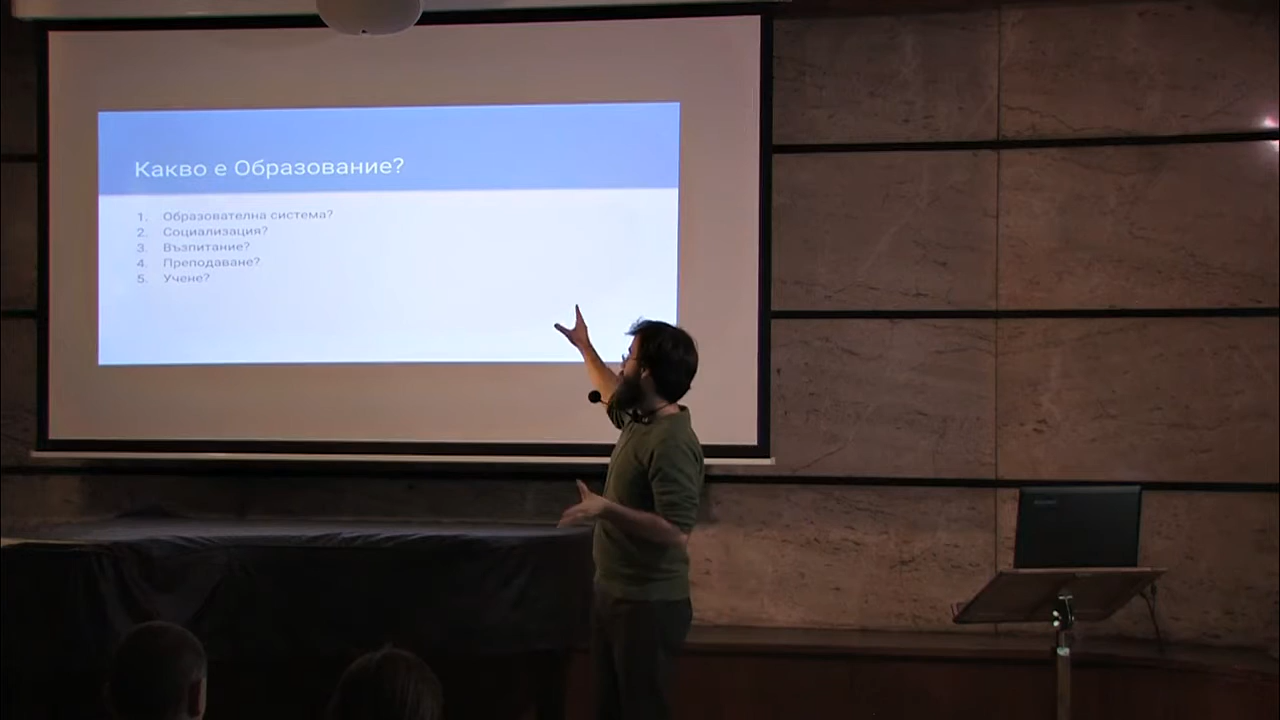 Какво е Образование?
1. Образователна система?
2. Социализация?
3. Възпитание?
4. Преподаване?
5. Учене?